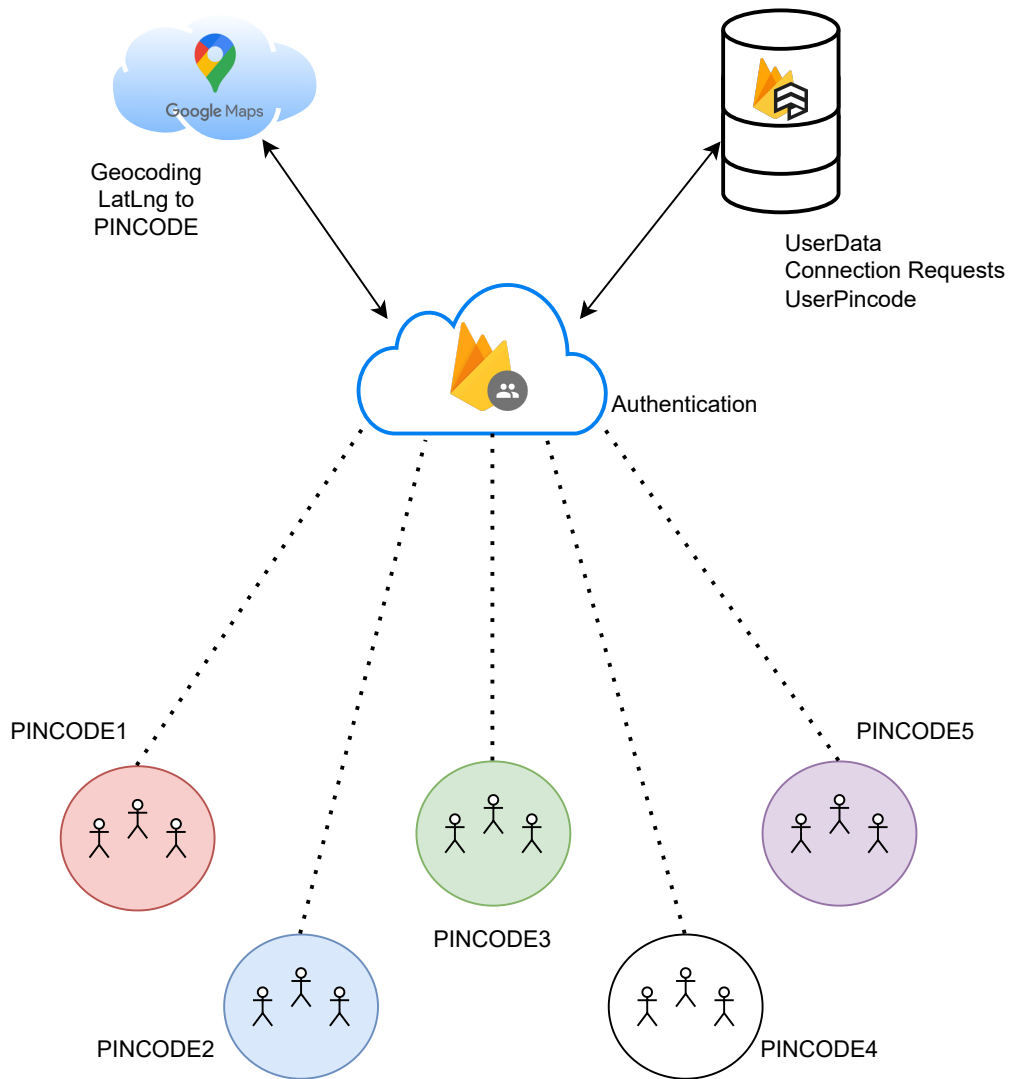 Google Maps
Geocoding
LatLng to
PINCODE
UserData
Connection Requests
UserPincode
Authentication
PINCODE1
PINCODE5
PINCODE3
PINCODE2
PINCODE4